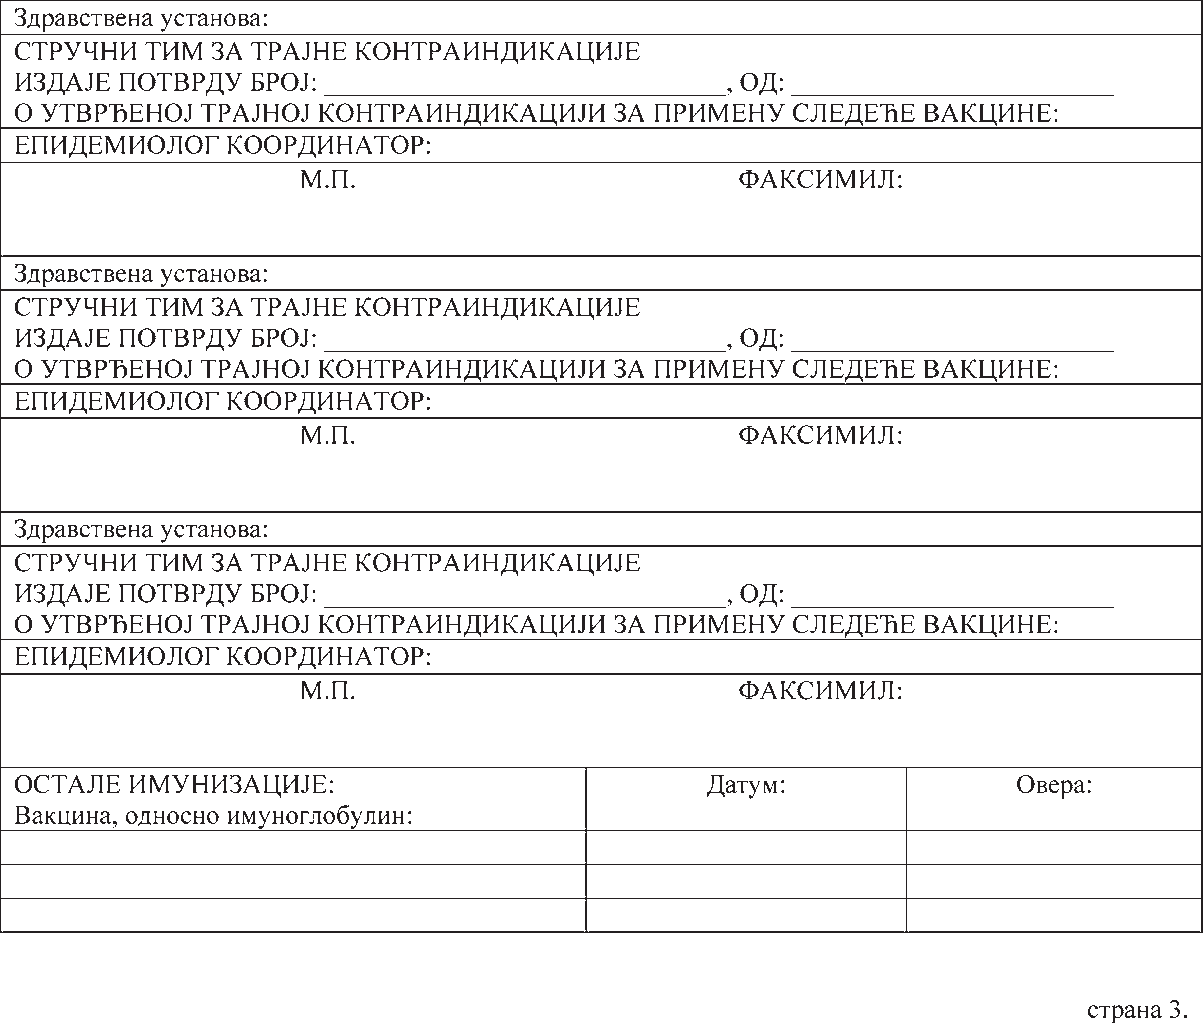 Здравствена установа:
СТРУЧНИ ТИМ ЗА ТРАЈНЕ КОНТРАИНДИКАЦИЈЕ
ИЗДАЈЕ ПОТВРДУ БРОЈ: ______________________________, ОД: ________________________
О УТВРЂЕНОЈ ТРАЈНОЈ КОНТРАИНДИКАЦИЈИ ЗА ПРИМЕНУ СЛЕДЕЋЕ ВАКЦИНЕ:
ЕПИДЕМИОЛОГ КООРДИНАТОР:
М.П. ФАКСИМИЛ:
Здравствена установа:
СТРУЧНИ ТИМ ЗА ТРАЈНЕ КОНТРАИНДИКАЦИЈЕ
ИЗДАЈЕ ПОТВРДУ БРОЈ: ______________________________, ОД: ________________________
О УТВРЂЕНОЈ ТРАЈНОЈ КОНТРАИНДИКАЦИЈИ ЗА ПРИМЕНУ СЛЕДЕЋЕ ВАКЦИНЕ:
ЕПИДЕМИОЛОГ КООРДИНАТОР:
М.П. ФАКСИМИЛ:
Здравствена установа:
СТРУЧНИ ТИМ ЗА ТРАЈНЕ КОНТРАИНДИКАЦИЈЕ
ИЗДАЈЕ ПОТВРДУ БРОЈ: ______________________________, ОД: ________________________
О УТВРЂЕНОЈ ТРАЈНОЈ КОНТРАИНДИКАЦИЈИ ЗА ПРИМЕНУ СЛЕДЕЋЕ ВАКЦИНЕ:
ЕПИДЕМИОЛОГ КООРДИНАТОР:
М.П. ФАКСИМИЛ:
ОСТАЛЕ ИМУНИЗАЦИЈЕ: Датум: Овера:
Вакцина, односно имуноглобулин:
страна 3.